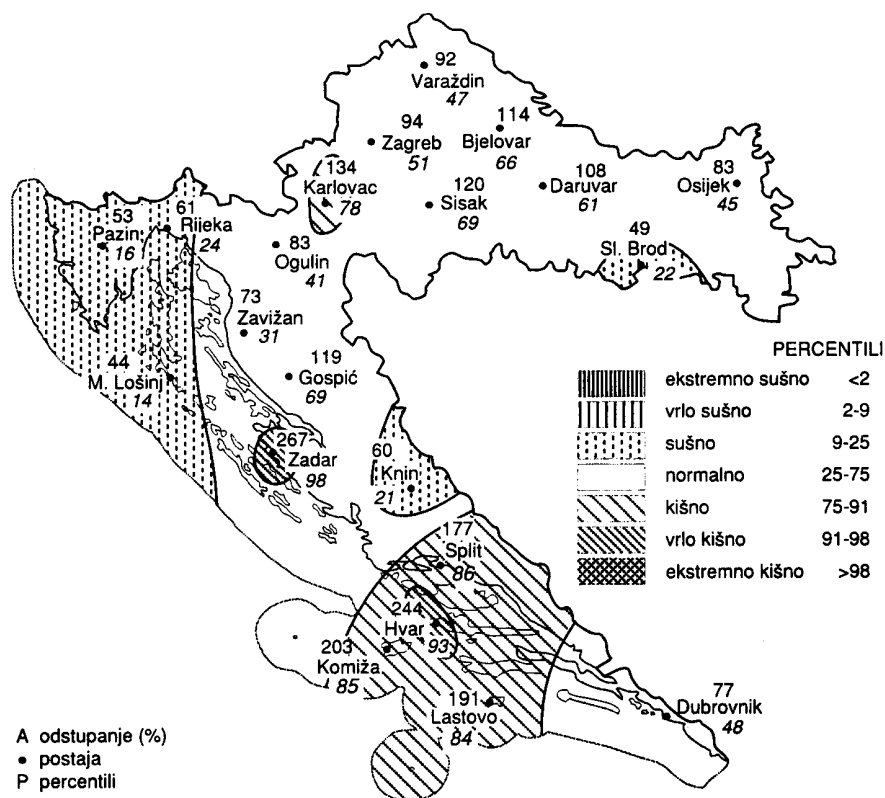 92
Varaždin
47
94
Zagreb
51
114
Bjelovar
66
134
Karlovac
78
120
Sisak
69
108
Daruvar
61
83
Osijek
45
49
Sl. Brod
22
53
Pazin
16
61
Rijeka
24
83
Ogulin
41
73
Zavižan
31
119
Gospić
69
44
M. Lošinj
14
267
Zadar
98
60
Knin
21
177
Split
86
244
Hvar
93
203
Komiža
85
191
Lastovo
84
77
Dubrovnik
48
PERCENTILI
ekstremno sušno <2
vrlo sušno 2-9
sušno 9-25
normalno 25-75
kišno 75-91
vrlo kišno 91-98
ekstremno kišno >98
A odstupanje (%)
• postaja
P percentili